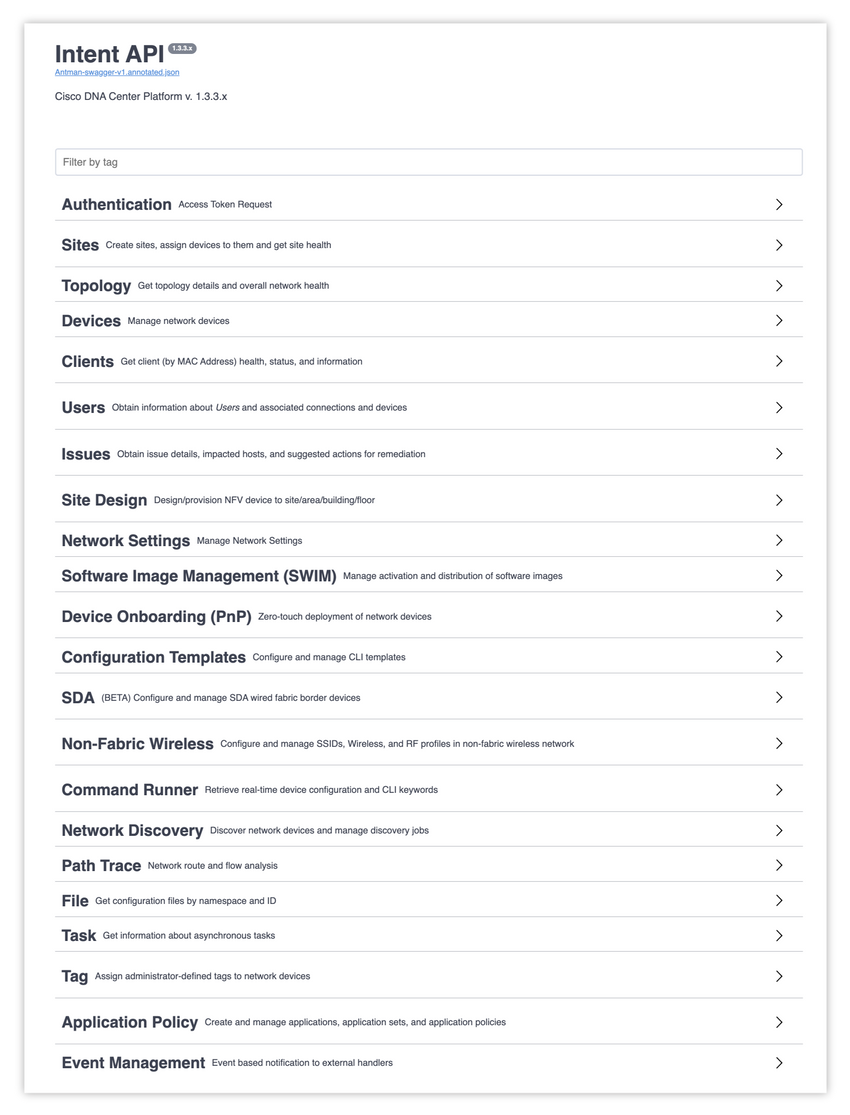 Intent API 1.3.3.x
Antman-swagger-v1.annotated.json
Cisco DNA Center Platform v. 1.3.3.x
Filter by tag
Authentication Access Token Request
Sites Create sites, assign devices to them and get site health
Topology Get topology details and overall network health
Devices Manage network devices
Clients Get client (by MAC Address) health, status, and information
Users Obtain information about Users and associated connections and devices
Issues Obtain issue details, impacted hosts, and suggested actions for remediation
Site Design Design/provision NFV device to site/area/building/floor
Network Settings Manage Network Settings
Software Image Management (SWIM) Manage activation and distribution of software images
Device Onboarding (PnP) Zero-touch deployment of network devices
Configuration Templates Configure and manage CLI templates
SDA (BETA) Configure and manage SDA wired fabric border devices
Non-Fabric Wireless Configure and manage SSIDs, Wireless, and RF profiles in non-fabric wireless network
Command Runner Retrieve real-time device configuration and CLI keywords
Network Discovery Discover network devices and manage discovery jobs
Path Trace Network route and flow analysis
File Get configuration files by namespace and ID
Task Get information about asynchronous tasks
Tag Assign administrator-defined tags to network devices
Application Policy Create and manage applications, application sets, and application policies
Event Management Event based notification to external handlers